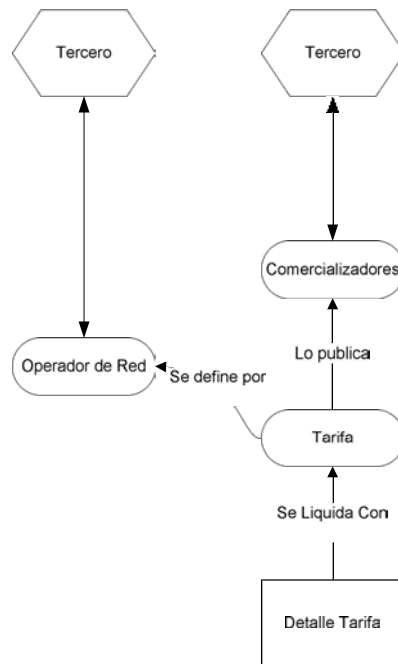 Tercero
Tercero
Comercializadores
Lo publica
Operador de Red
Se define por
Tarifa
Se Liquida Con
Detalle Tarifa